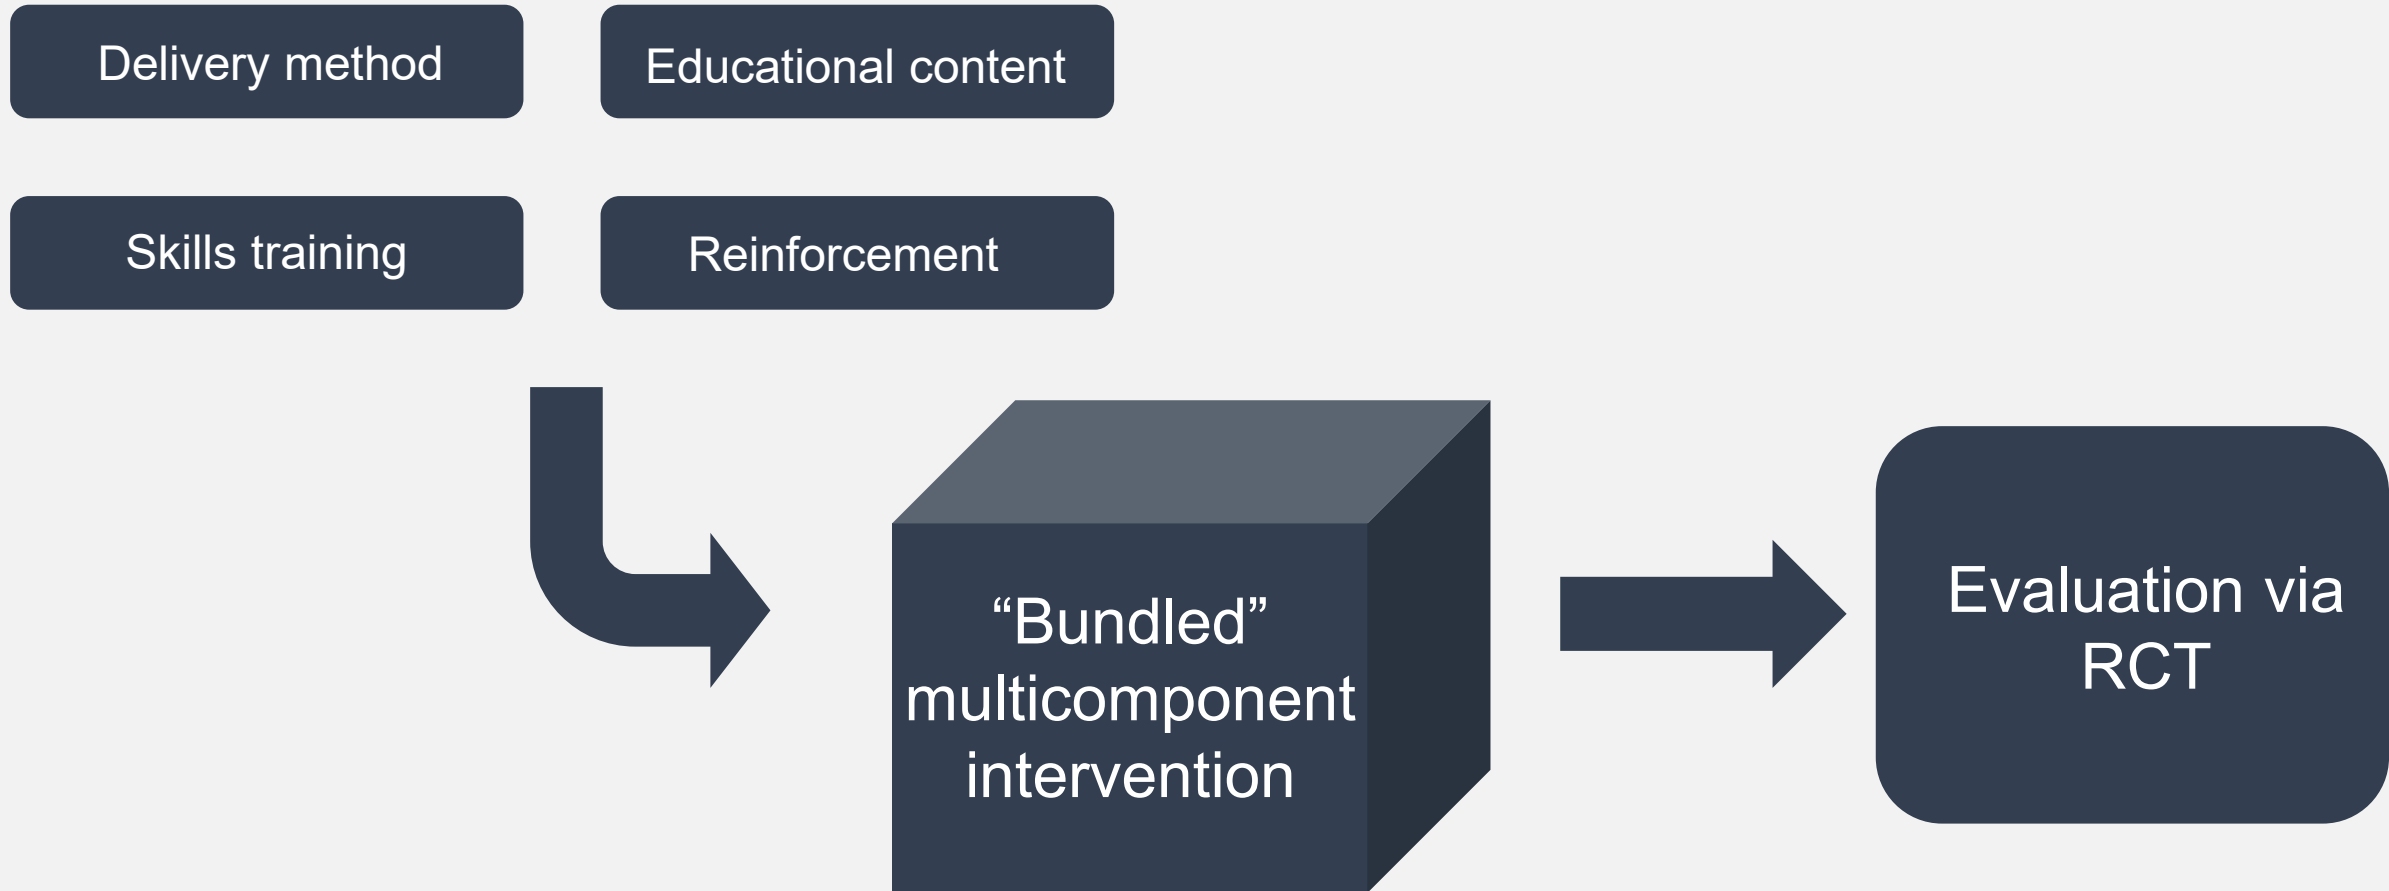 Delivery method
Educational content
Skills training
Reinforcement
“Bundled”
multicomponent
intervention
Evaluation via
RCT